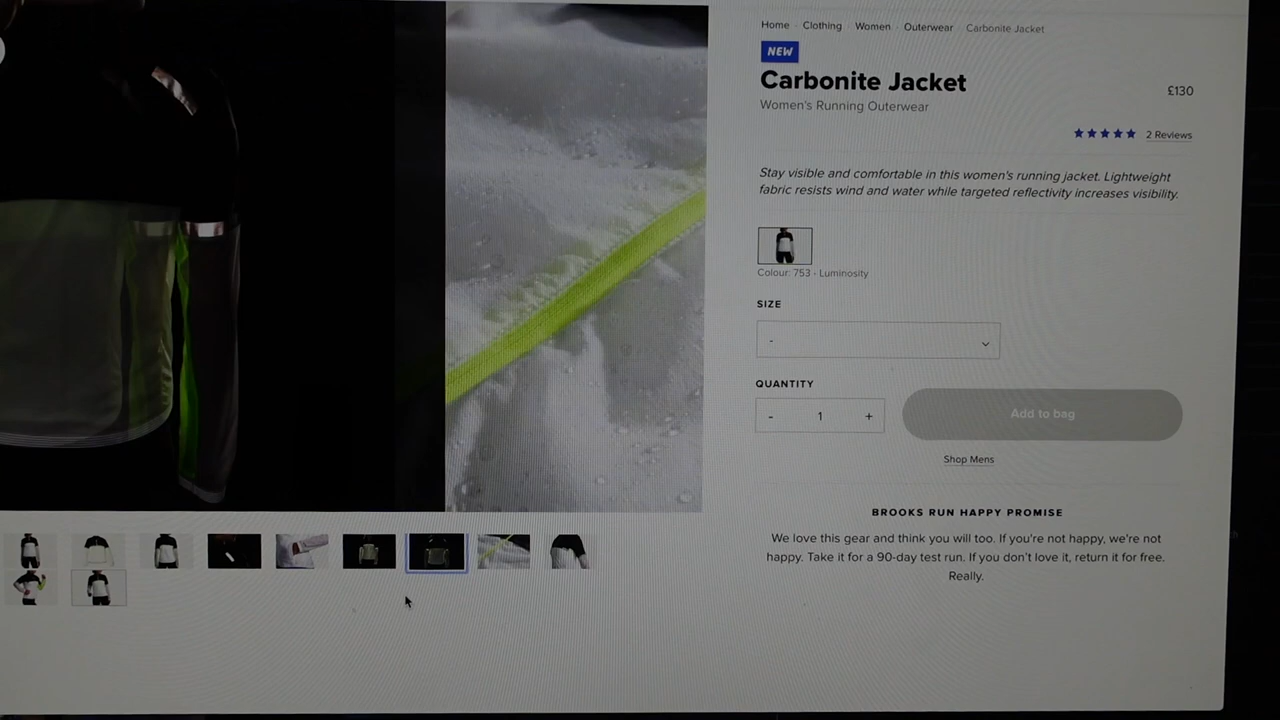 Home · Clothing · Women · Outerwear · Carbonite Jacket
NEW
Carbonite Jacket
£130
Women's Running Outerwear
2 Reviews
Stay visible and comfortable in this women's running jacket. Lightweight
fabric resists wind and water while targeted reflectivity increases visibility.
Colour: 753 · Luminosity
SIZE
-
QUANTITY
- 1 +
Add to bag
Shop Mens
BROOKS RUN HAPPY PROMISE
We love this gear and think you will too. If you're not happy, we're not
happy. Take it for a 90-day test run. If you don't love it, return it for free.
Really.